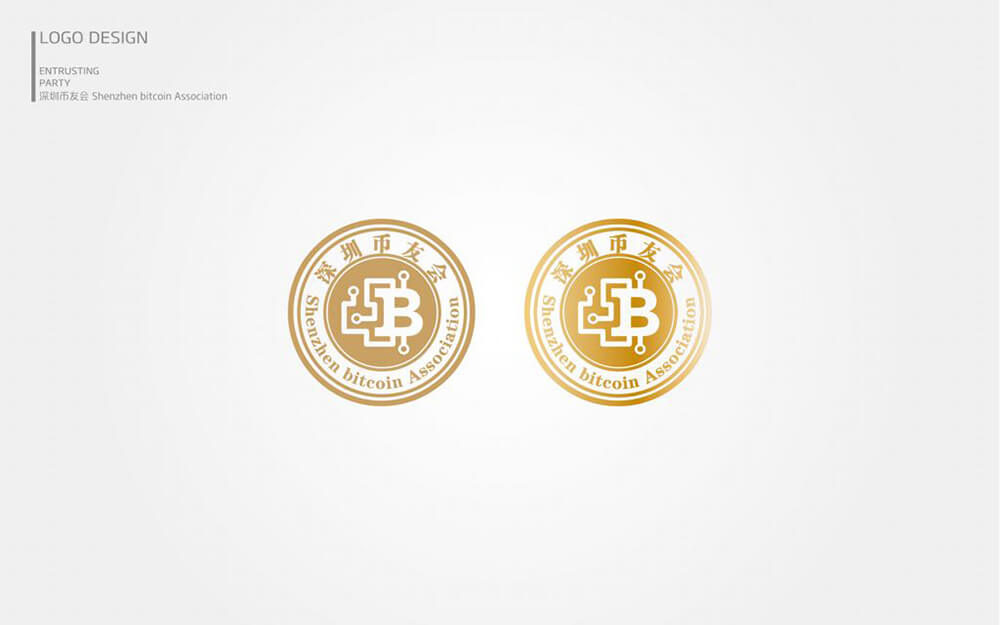 LOGO DESIGN
ENTRUSTING
PARTY
深圳币友会 Shenzhen bitcoin Association
深圳币友会
B
Shenzhen bitcoin Association
深圳币友会
B
Shenzhen bitcoin Association